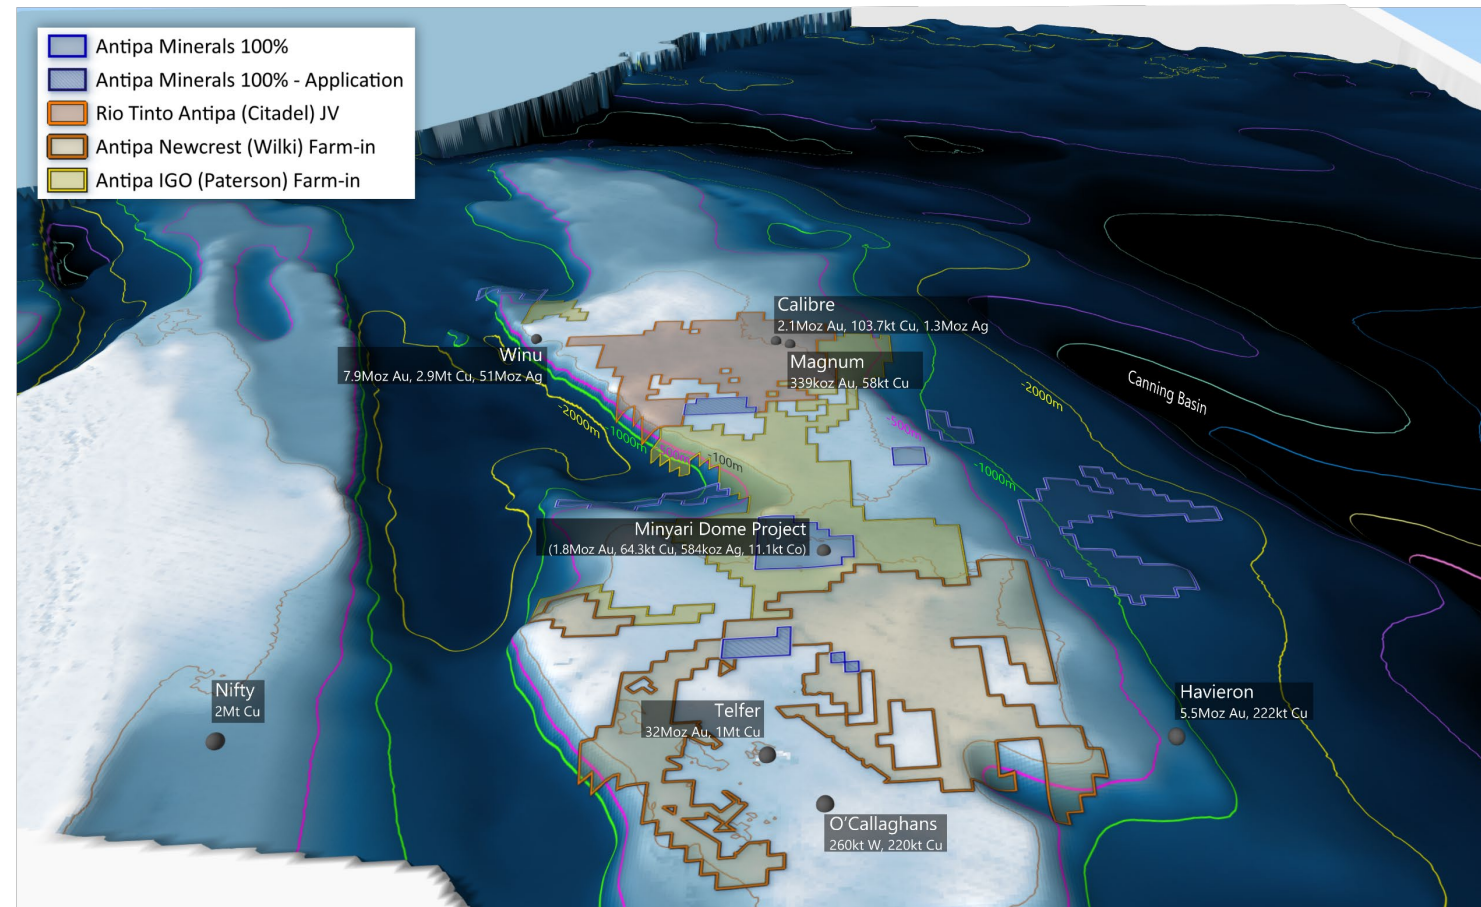 Antipa Minerals 100%
Antipa Minerals 100% - Application
Rio Tinto Antipa (Citadel) JV
Antipa Newcrest (Wilki) Farm-in
Antipa IGO (Paterson) Farm-in
Calibre
2.1Moz Au, 103.7kt Cu, 1.3Moz Ag
Winu
7.9Moz Au, 2.9Mt Cu, 51Moz Ag
Magnum
339koz Au, 58kt Cu
Canning Basin
-2000m
-2000m
-1000m
-500m
-100m
-500m
-1000m
Minyari Dome Project
(1.8Moz Au, 64.3kt Cu, 584koz Ag, 11.1kt Co)
Nifty
2Mt Cu
Telfer
32Moz Au, 1Mt Cu
Havieron
5.5Moz Au, 222kt Cu
O'Callaghans
260kt W, 220kt Cu